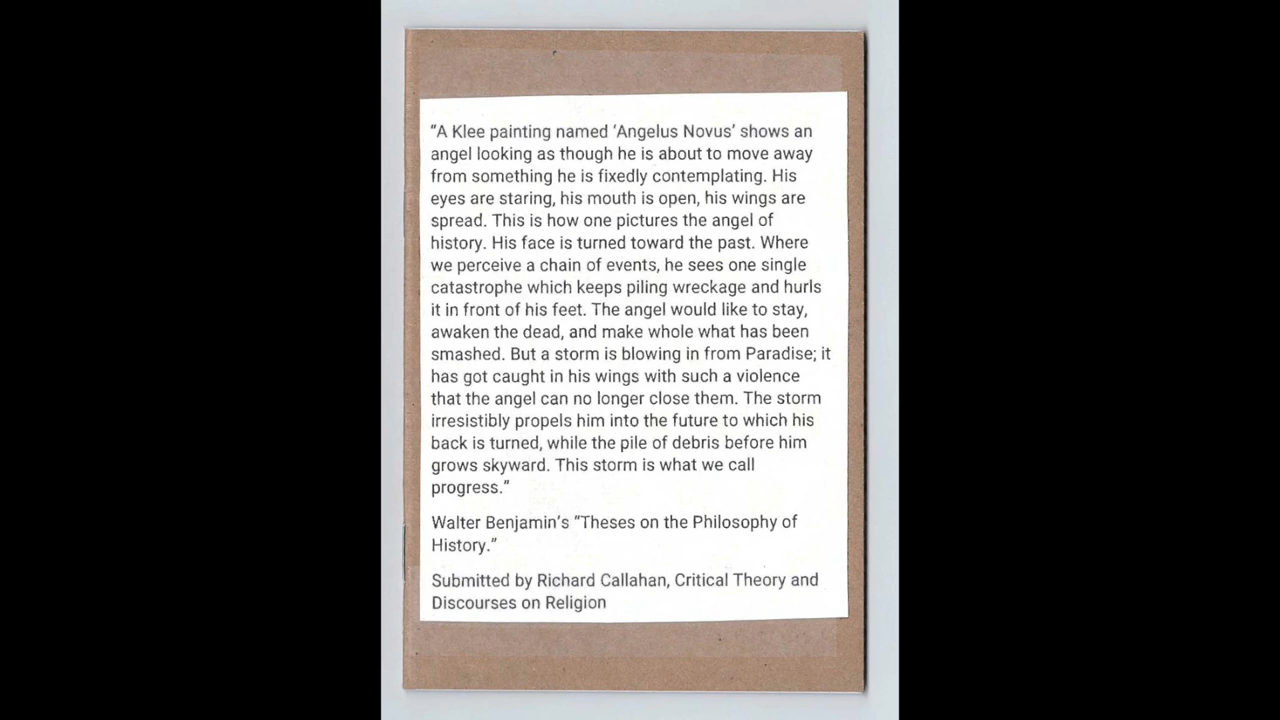 “A Klee painting named ‘Angelus Novus’ shows an
angel looking as though he is about to move away
from something he is fixedly contemplating. His
eyes are staring, his mouth is open, his wings are
spread. This is how one pictures the angel of
history. His face is turned toward the past. Where
we perceive a chain of events, he sees one single
catastrophe which keeps piling wreckage and hurls
it in front of his feet. The angel would like to stay,
awaken the dead, and make whole what has been
smashed. But a storm is blowing in from Paradise; it
has got caught in his wings with such a violence
that the angel can no longer close them. The storm
irresistibly propels him into the future to which his
back is turned, while the pile of debris before him
grows skyward. This storm is what we call
progress.”
Walter Benjamin’s “Theses on the Philosophy of
History.”
Submitted by Richard Callahan, Critical Theory and
Discourses on Religion